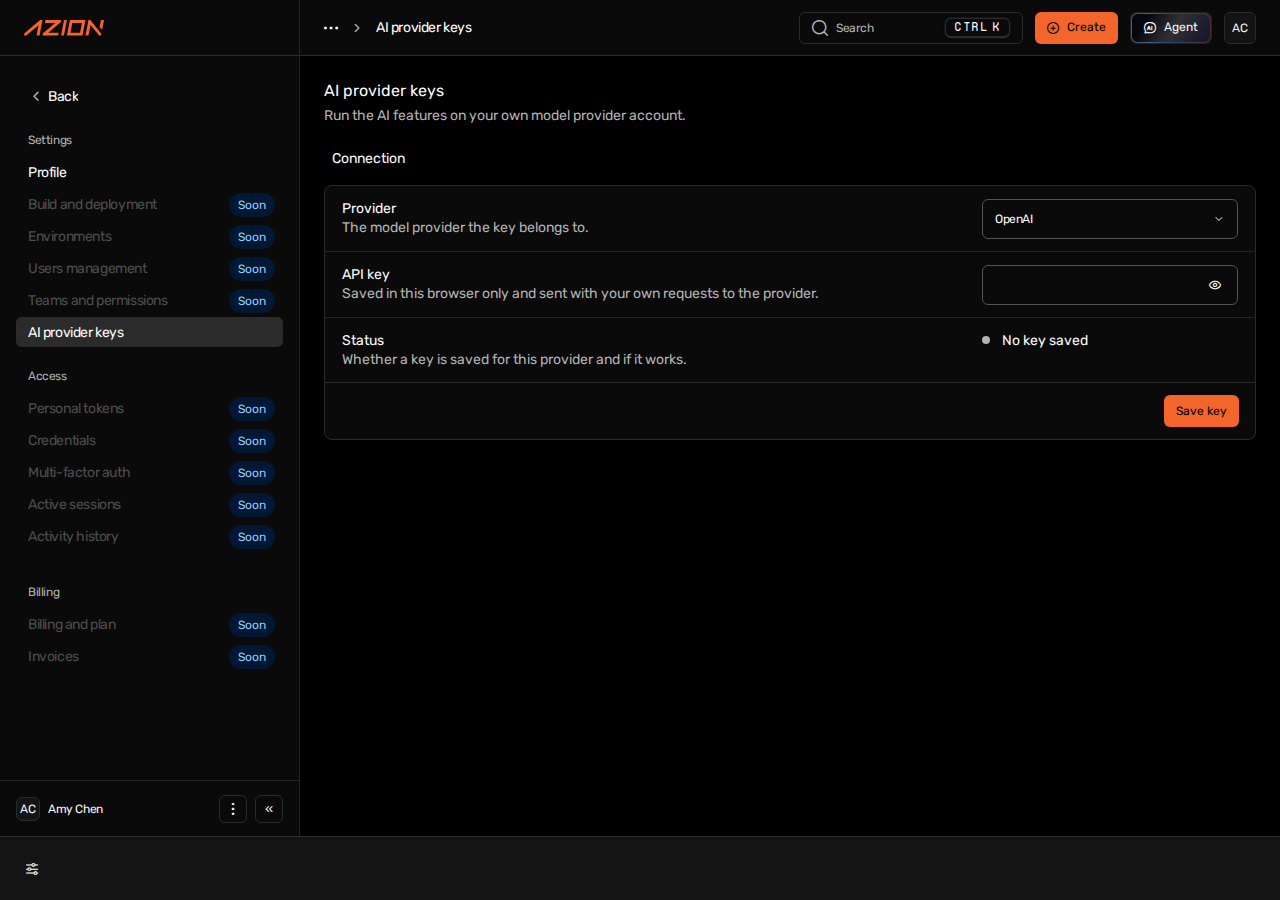 AZION
AI provider keys
Search
CTRL K
Create
Agent
AC
Back
Settings
Profile
Build and deployment
Soon
Environments
Soon
Users management
Soon
Teams and permissions
Soon
AI provider keys
Access
Personal tokens
Soon
Credentials
Soon
Multi-factor auth
Soon
Active sessions
Soon
Activity history
Soon
Billing
Billing and plan
Soon
Invoices
Soon
AC
Amy Chen
AI provider keys
Run the AI features on your own model provider account.
Connection
Provider
The model provider the key belongs to.
OpenAI
API key
Saved in this browser only and sent with your own requests to the provider.
Status
Whether a key is saved for this provider and if it works.
No key saved
Save key